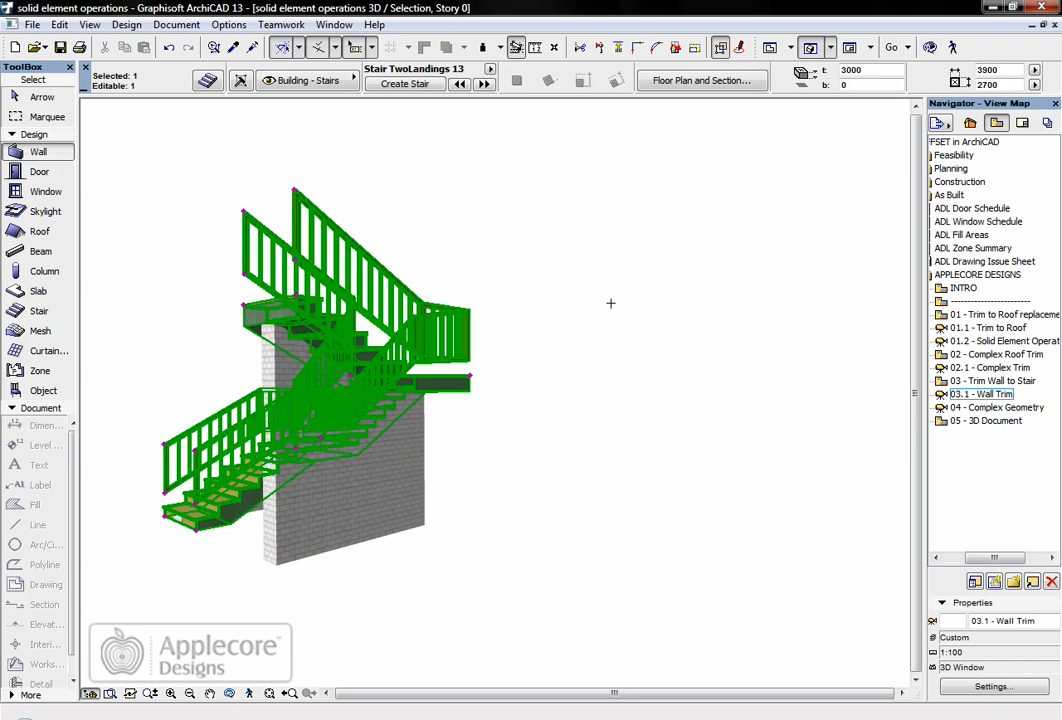 solid element operations - Graphisoft ArchiCAD 13 - [solid element operations 3D / Selection, Story 0]
File Edit View Design Document Options Teamwork Window Help
Go
ToolBox
Select
Arrow
Marquee
Design
Wall
Door
Window
Skylight
Roof
Beam
Column
Slab
Stair
Mesh
Curtain...
Zone
Object
Document
Dimen...
Level ...
Text
A1 Label
Fill
Line
Arc/Ci...
Polyline
Drawing
Section
Elevat...
Interi...
Works...
Detail
More
Selected: 1
Editable: 1
Building - Stairs
Stair TwoLandings 13
Create Stair
Floor Plan and Section...
t: 3000
b: 0
3900
2700
Navigator - View Map
FSET in ArchiCAD
Feasibility
Planning
Construction
As Built
ADL Door Schedule
ADL Window Schedule
ADL Fill Areas
ADL Zone Summary
ADL Drawing Issue Sheet
APPLECORE DESIGNS
INTRO
------------------------
01 - Trim to Roof replaceme
01.1 - Trim to Roof
01.2 - Solid Element Operat
02 - Complex Roof Trim
02.1 - Complex Trim
03 - Trim Wall to Stair
03.1 - Wall Trim
04 - Complex Geometry
05 - 3D Document
Properties
03.1 - Wall Trim
Custom
1:100
3D Window
Settings...
Applecore
Designs